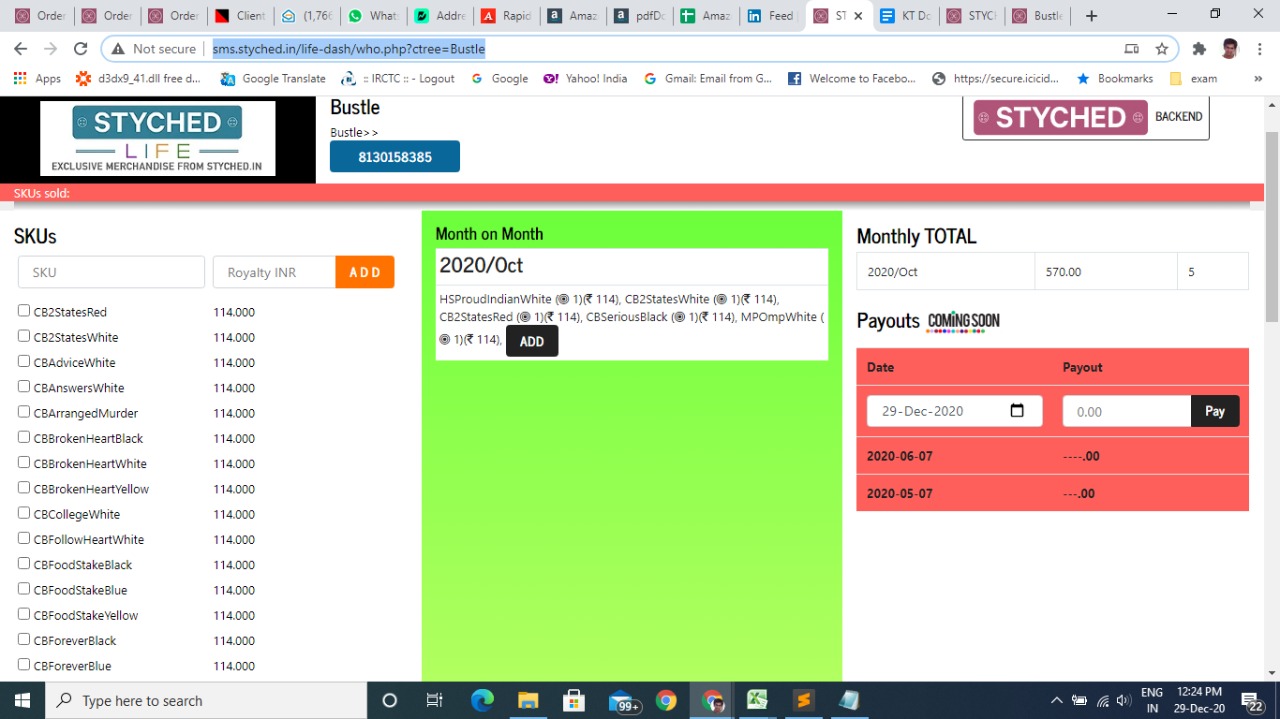 Order
Order
Order
Client
(1,766
What:
Addre
Rapid
Amaz
pdfDc
Amaz
Feed
ST
KT Do
STYCH
Bustle
Not secure
sms.styched.in/life-dash/who.php?ctree=Bustle
Apps
d3dx9_41.dll free d...
Google Translate
:: IRCTC :: - Logout
Google
Yahoo! India
Gmail: Email from G...
Welcome to Facebo...
https://secure.icicid...
Bookmarks
exam
STYCHED
LIFE
EXCLUSIVE MERCHANDISE FROM STYCHED.IN
Bustle
Bustle>>
8130158385
STYCHED
BACKEND
SKUs sold:
SKUs
SKU
Royalty INR
ADD
CB2StatesRed 114.000
CB2StatesWhite 114.000
CBAdviceWhite 114.000
CBAnswersWhite 114.000
CBArrangedMurder 114.000
CBBrokenHeartBlack 114.000
CBBrokenHeartWhite 114.000
CBBrokenHeartYellow 114.000
CBCollegeWhite 114.000
CBFollowHeartWhite 114.000
CBFoodStakeBlack 114.000
CBFoodStakeBlue 114.000
CBFoodStakeYellow 114.000
CBForeverBlack 114.000
CBForeverBlue 114.000
Month on Month
2020/Oct
HSProudIndianWhite (֎ 1)(₹ 114), CB2StatesWhite (֎ 1)(₹ 114),
CB2StatesRed (֎ 1)(₹ 114), CBSeriousBlack (֎ 1)(₹ 114), MPOmpWhite (
֎ 1)(₹ 114), ADD
Monthly TOTAL
2020/Oct 570.00 5
Payouts COMING SOON
Date Payout
29-Dec-2020 0.00 Pay
2020-06-07 ----.00
2020-05-07 ---.00
Type here to search
99+
ENG
IN
12:24 PM
29-Dec-20
22